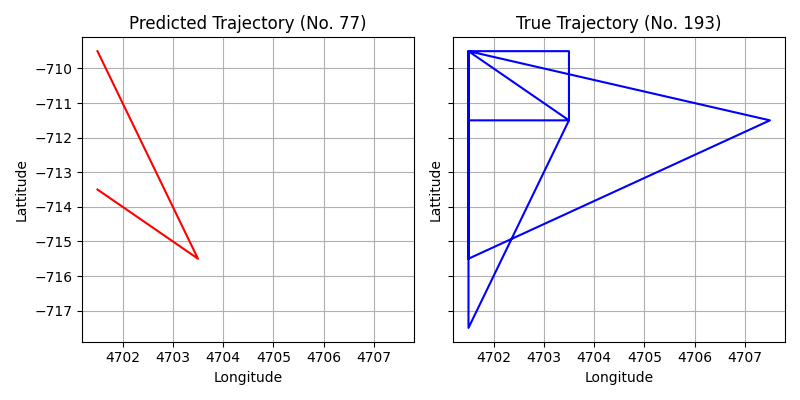 Predicted Trajectory (No. 77)
True Trajectory (No. 193)
Lattitude
−710
−711
−712
−713
−714
−715
−716
−717
4702 4703 4704 4705 4706 4707
Longitude
Lattitude
4702 4703 4704 4705 4706 4707
Longitude